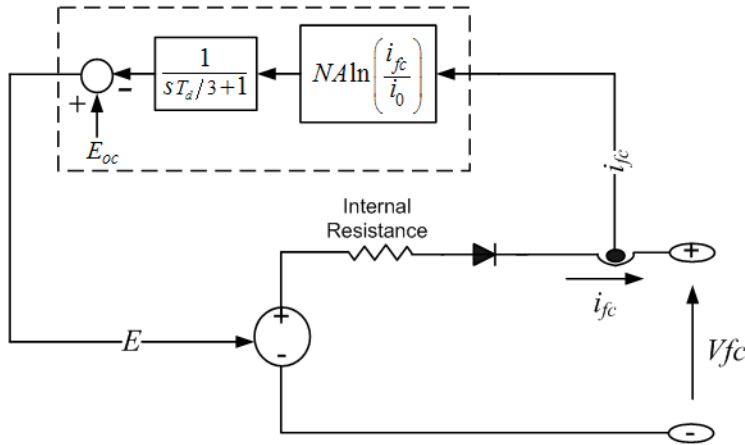 1
sT_d/3+1
NA ln(i_fc/i_0)
+
-
E_oc
i_fc
Internal
Resistance
+
i_fc
+
E
-
Vfc
-